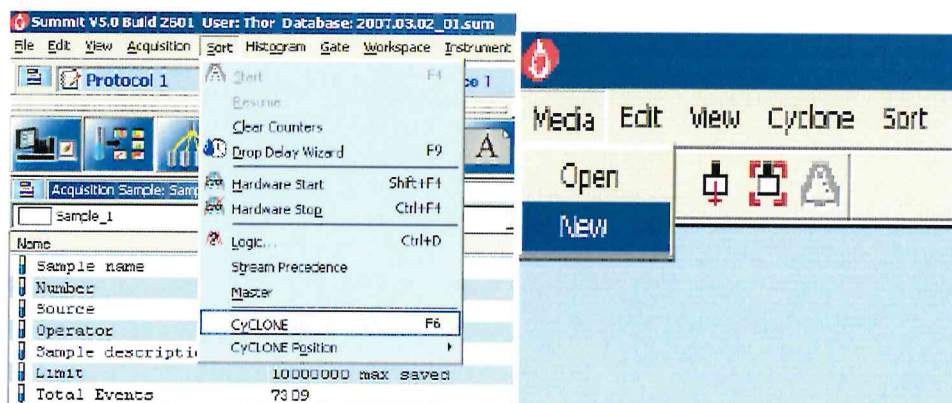 Summit V5.0 Build 2601 User: Thor Database: 2007.03.02_01.sum
File Edit View Acquisition Sort Histogram Gate Workspace Instrument
Protocol 1
Start F4
Resume
Clear Counters
Drop Delay Wizard F9
A
Hardware Start Shift+F4
Hardware Stop Ctrl+F4
Logic... Ctrl+D
Stream Precedence
Master
CyCLONE F6
CyCLONE Position
Acquisition Sample:
Sample_1
Name
Sample name
Number
Source
Operator
Sample descripti
Limit 10000000 max saved
Total Events 7309
Media Edit View Cyclone Sort
Open
New